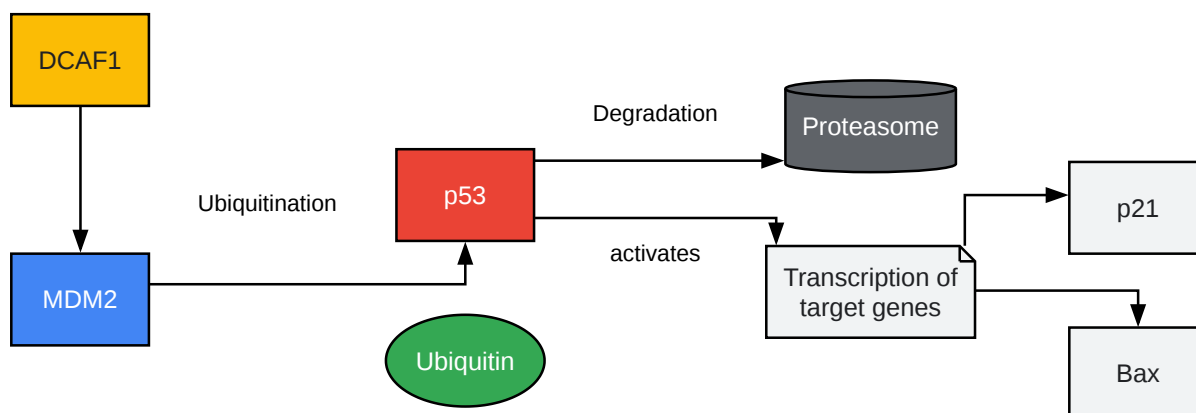 DCAF1
Degradation
Proteasome
Ubiquitination
p53
p21
activates
MDM2
Transcription of
target genes
Ubiquitin
Bax